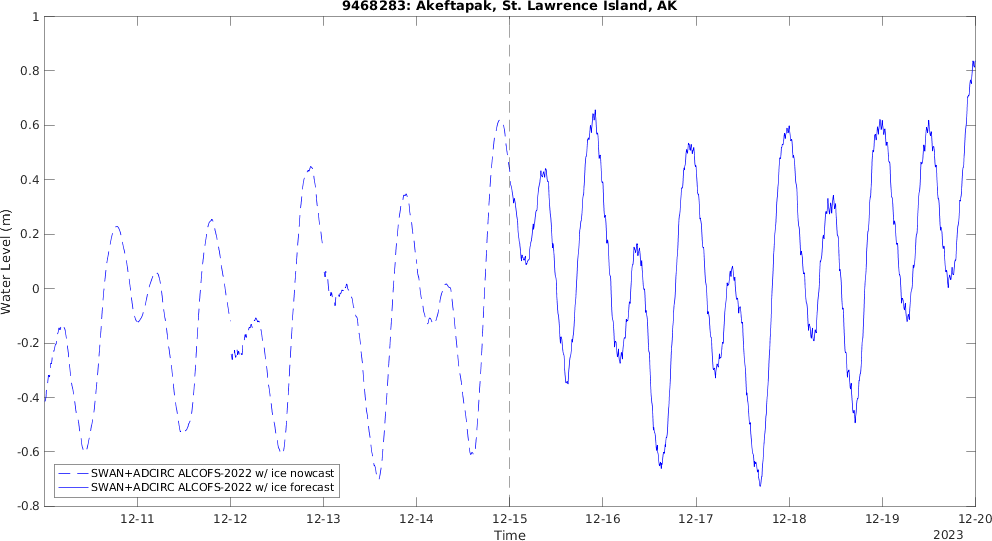 9468283: Akeftapak, St. Lawrence Island, AK
1
0.8
0.6
0.4
0.2
0
-0.2
-0.4
-0.6
-0.8
Water Level (m)
SWAN+ADCIRC ALCOFS-2022 w/ ice nowcast
SWAN+ADCIRC ALCOFS-2022 w/ ice forecast
12-11 12-12 12-13 12-14 12-15 12-16 12-17 12-18 12-19 12-20
Time
2023